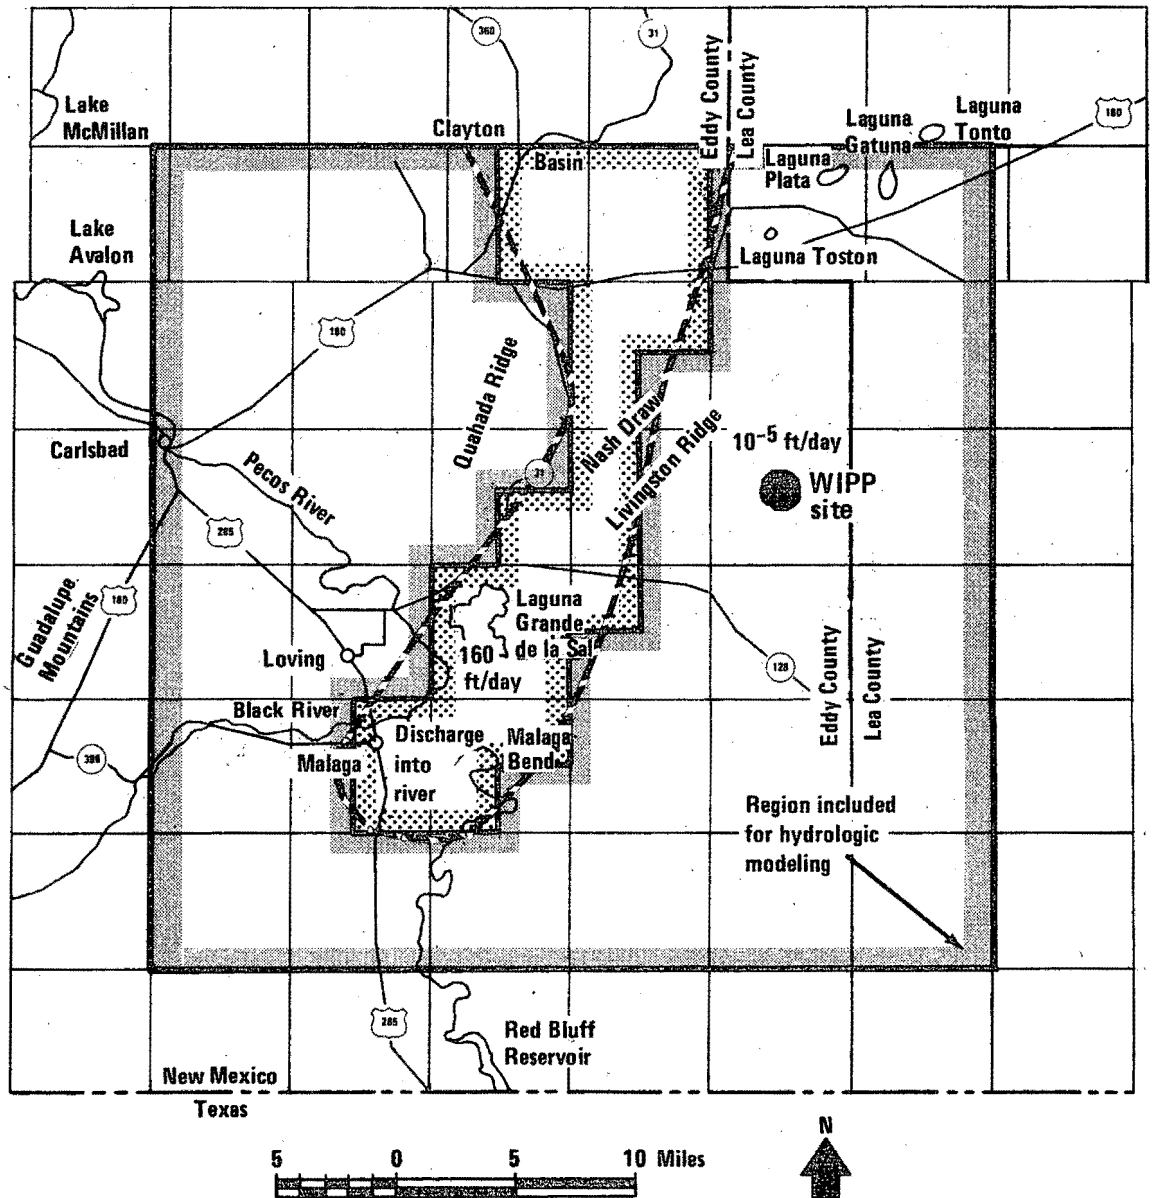 360
31
Eddy County
Lea County
Lake
McMillan
Clayton
Basin
Laguna
Gatuna
Laguna
Tonto
180
Laguna
Plata
Laguna Toston
Lake
Avalon
180
Quahada Ridge
Nash Draw
Livingston Ridge
Carlsbad
Pecos River
31
10⁻⁵ ft/day
WIPP
site
285
Guadalupe
Mountains
180
Laguna
Grande
de la Sal
160
ft/day
Loving
128
Eddy County
Lea County
Black River
Malaga
Discharge
into
river
Malaga
Bend
396
Region included
for hydrologic
modeling
285
Red Bluff
Reservoir
New Mexico
Texas
5 0 5 10 Miles
N